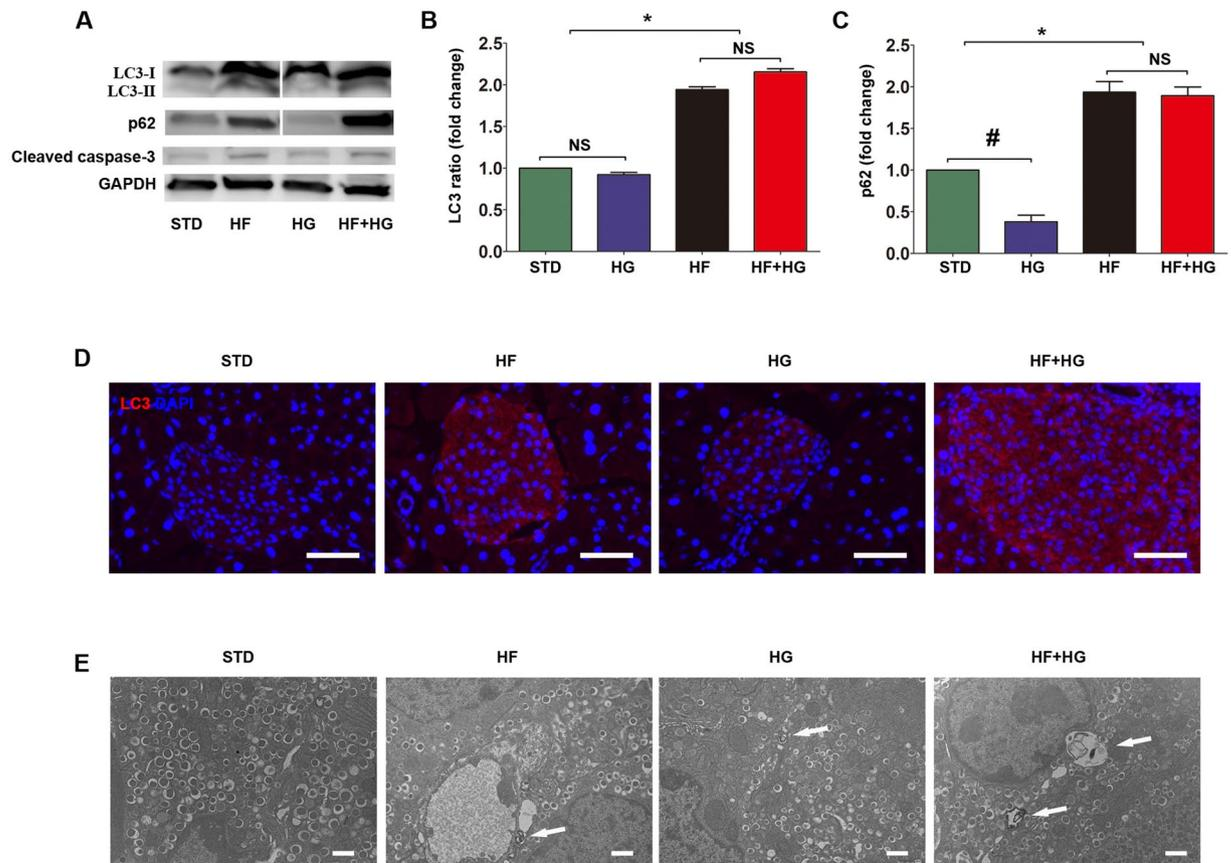 A
LC3-I
LC3-II
p62
Cleaved caspase-3
GAPDH
STD HF HG HF+HG
B
LC3 ratio (fold change)
2.5
2.0
1.5
1.0
0.5
0.0
*
NS
NS
STD HG HF HF+HG
C
p62 (fold change)
2.5
2.0
1.5
1.0
0.5
0.0
*
NS
#
STD HG HF HF+HG
D
STD HF HG HF+HG
LC3 DAPI
E
STD HF HG HF+HG